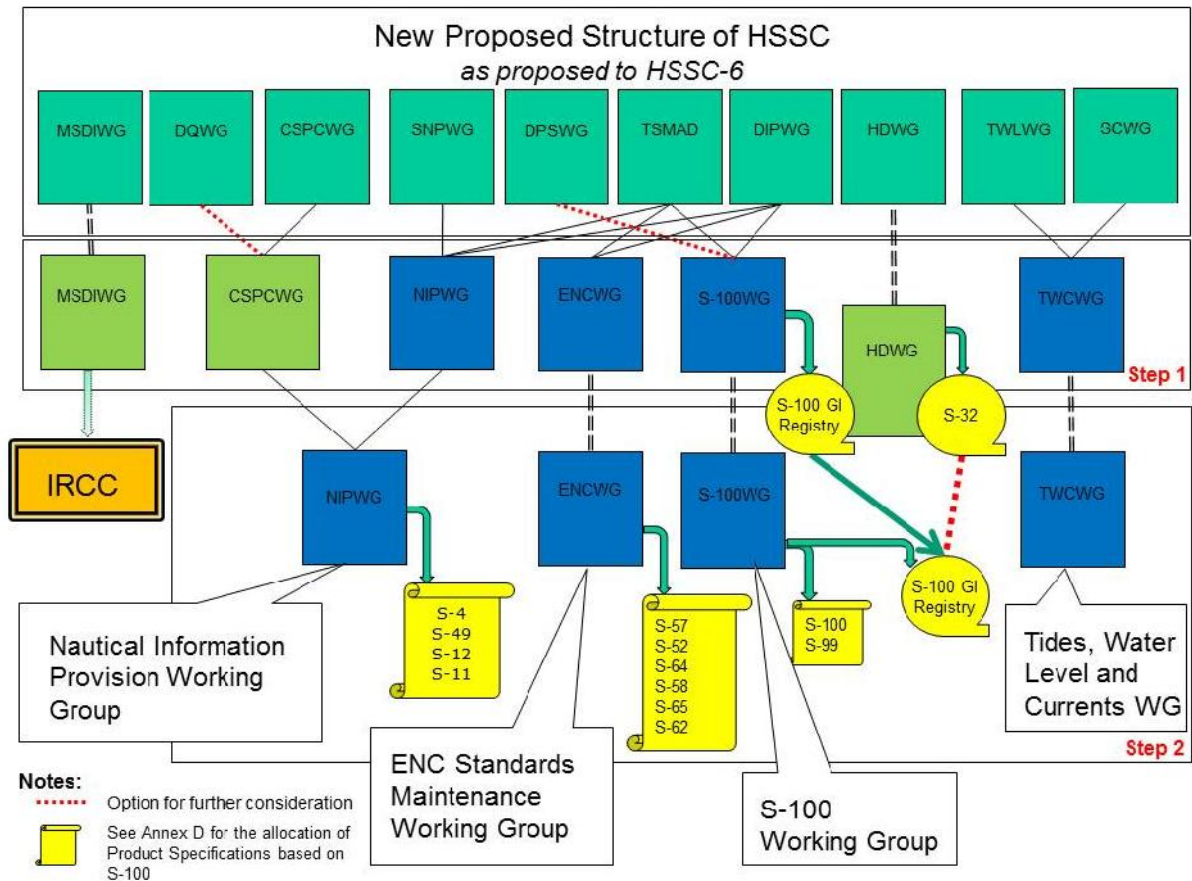 New Proposed Structure of HSSC
as proposed to HSSC-6
MSDIWG
DQWG
CSPCWG
SNPWG
DPSWG
TSMAD
DIPWG
HDWG
TWLWG
SCWG
MSDIWG
CSPCWG
NIPWG
ENCWG
S-100WG
HDWG
TWCWG
Step 1
S-100 GI
Registry
S-32
IRCC
NIPWG
ENCWG
S-100WG
TWCWG
S-100 GI
Registry
S-4
S-49
S-12
S-11
S-57
S-52
S-64
S-58
S-65
S-62
S-100
S-99
Nautical Information
Provision Working
Group
Tides, Water
Level and
Currents WG
Step 2
ENC Standards
Maintenance
Working Group
S-100
Working Group
Notes:
Option for further consideration
See Annex D for the allocation of
Product Specifications based on
S-100